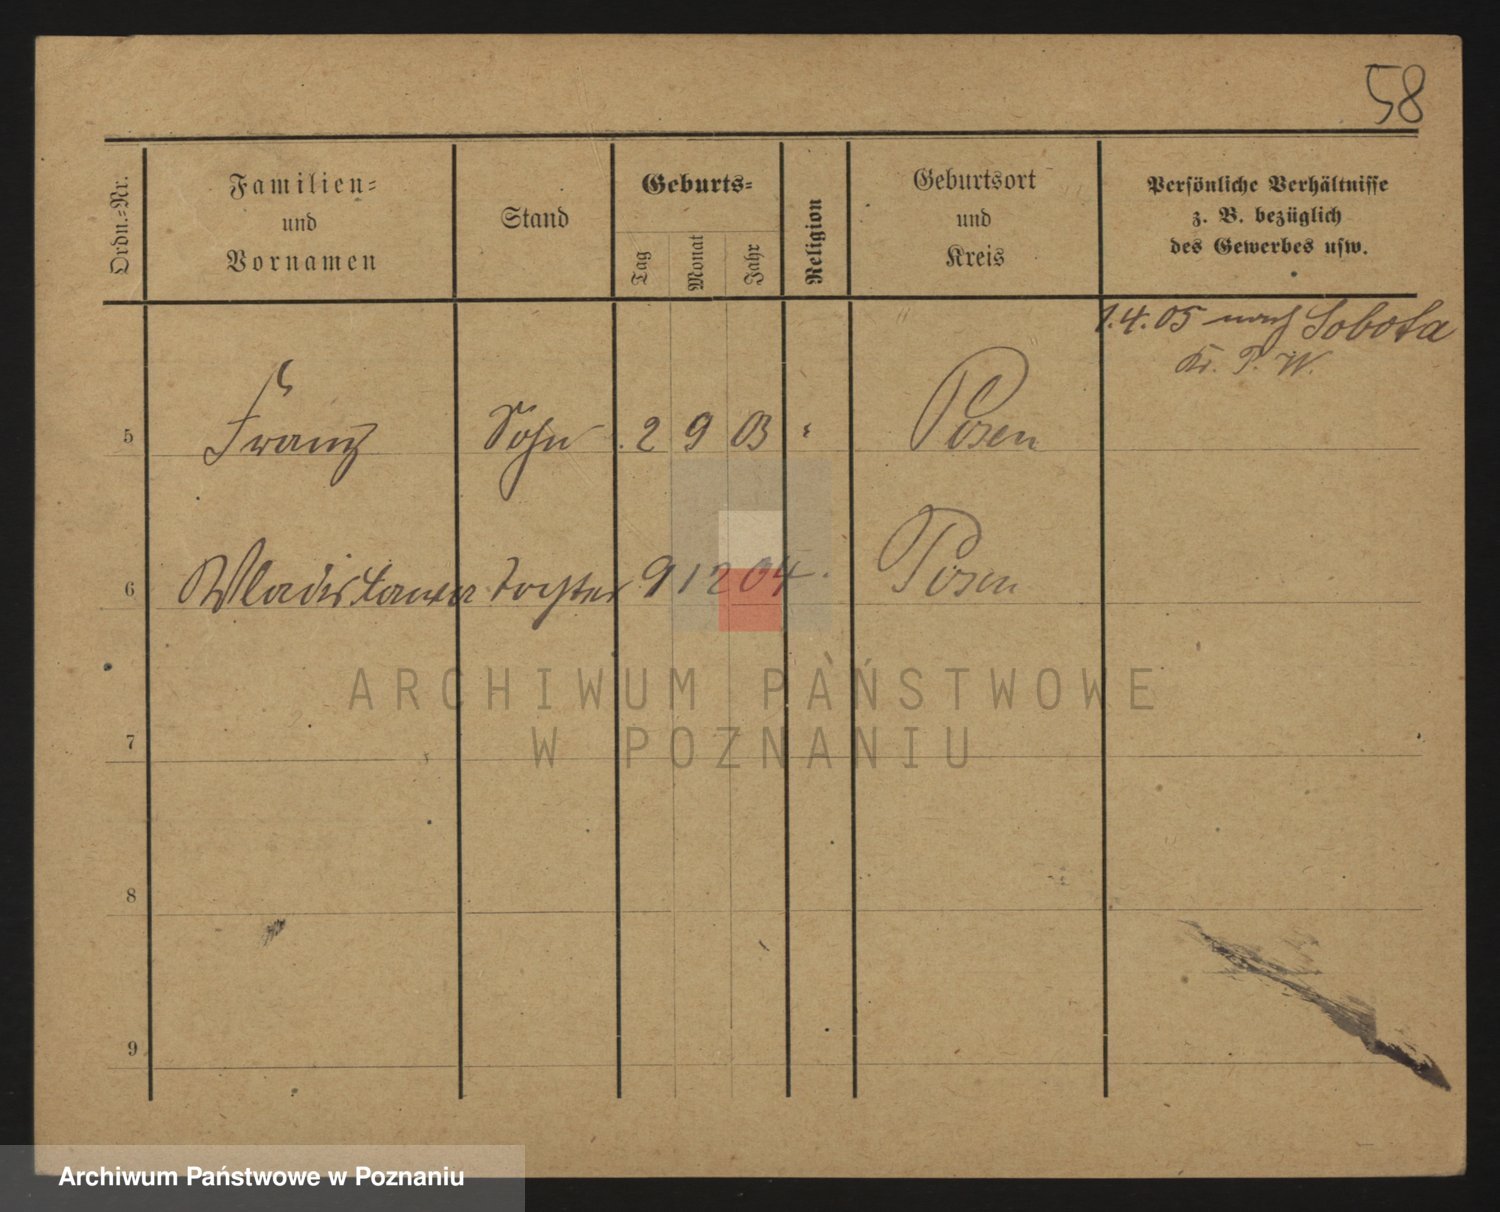 58
Ordn.-Nr.
Familien-
und
Vornamen
Stand
Geburts-
Tag
Monat
Jahr
Religion
Geburtsort
und
Kreis
Persönliche Verhältnisse
z. B. bezüglich
des Gewerbes usw.
1.4.05 nach Sobota
Kr. P. W.
5 Franz Sohn 2 9 03 Posen
6 Wladislawa Tochter 9 12 04 Posen
ARCHIWUM PAŃSTWOWE
W POZNANIU
7
8
9
Archiwum Państwowe w Poznaniu